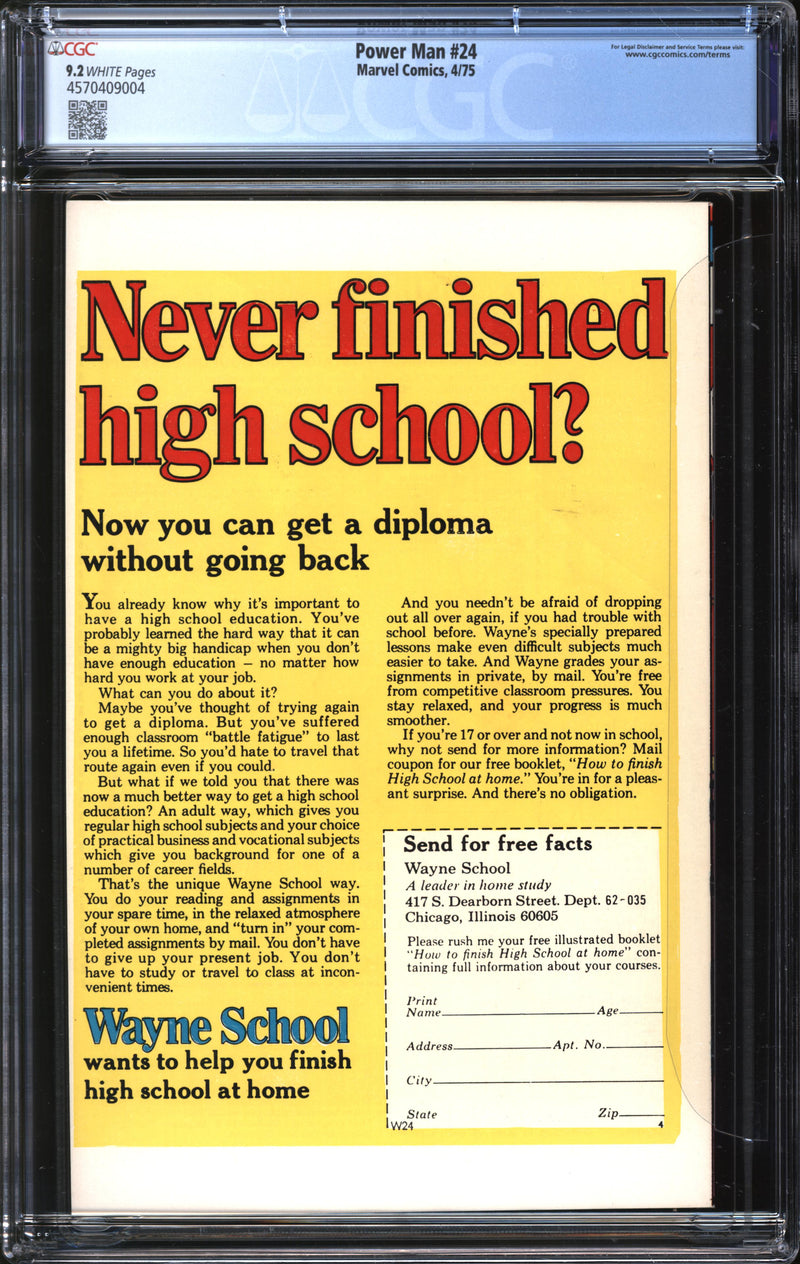 CGC
9.2 WHITE Pages
4570409004
Power Man #24
Marvel Comics, 4/75
For Legal Disclaimer and Service Terms please visit:
www.cgccomics.com/terms
CGC
Never finished
high school?
Now you can get a diploma
without going back
You already know why it's important to
have a high school education. You've
probably learned the hard way that it can
be a mighty big handicap when you don't
have enough education — no matter how
hard you work at your job.
What can you do about it?
Maybe you've thought of trying again
to get a diploma. But you've suffered
enough classroom "battle fatigue" to last
you a lifetime. So you'd hate to travel that
route again even if you could.
But what if we told you that there was
now a much better way to get a high school
education? An adult way, which gives you
regular high school subjects and your choice
of practical business and vocational subjects
which give you background for one of a
number of career fields.
That's the unique Wayne School way.
You do your reading and assignments in
your spare time, in the relaxed atmosphere
of your own home, and "turn in" your com-
pleted assignments by mail. You don't have
to give up your present job. You don't
have to study or travel to class at incon-
venient times.
Wayne School
wants to help you finish
high school at home
And you needn't be afraid of dropping
out all over again, if you had trouble with
school before. Wayne's specially prepared
lessons make even difficult subjects much
easier to take. And Wayne grades your as-
signments in private, by mail. You're free
from competitive classroom pressures. You
stay relaxed, and your progress is much
smoother.
If you're 17 or over and not now in school,
why not send for more information? Mail
coupon for our free booklet, "How to finish
High School at home." You're in for a pleas-
ant surprise. And there's no obligation.
Send for free facts
Wayne School
A leader in home study
417 S. Dearborn Street. Dept. 62-035
Chicago, Illinois 60605
Please rush me your free illustrated booklet
"How to finish High School at home" con-
taining full information about your courses.
Print
Name Age
Address Apt. No.
City
State Zip
W24 4